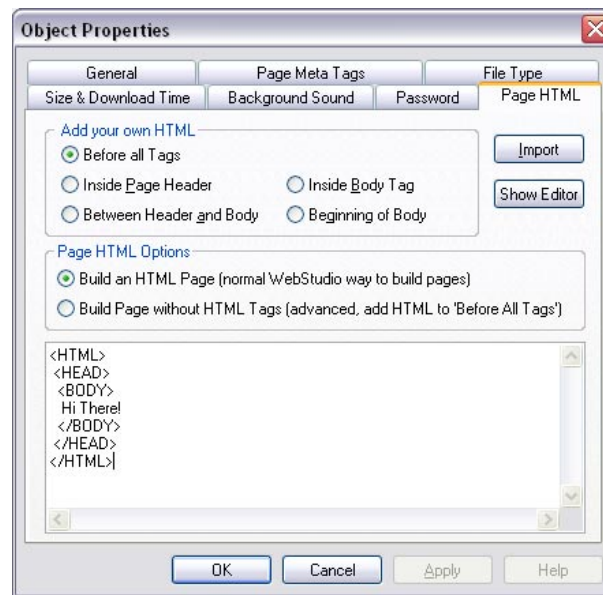 Object Properties
General
Page Meta Tags
File Type
Size & Download Time
Background Sound
Password
Page HTML
Add your own HTML
Before all Tags
Inside Page Header
Inside Body Tag
Between Header and Body
Beginning of Body
Import
Show Editor
Page HTML Options
Build an HTML Page (normal WebStudio way to build pages)
Build Page without HTML Tags (advanced, add HTML to 'Before All Tags')
<HTML>
<HEAD>
<BODY>
Hi There!
</BODY>
</HEAD>
</HTML>
OK
Cancel
Apply
Help